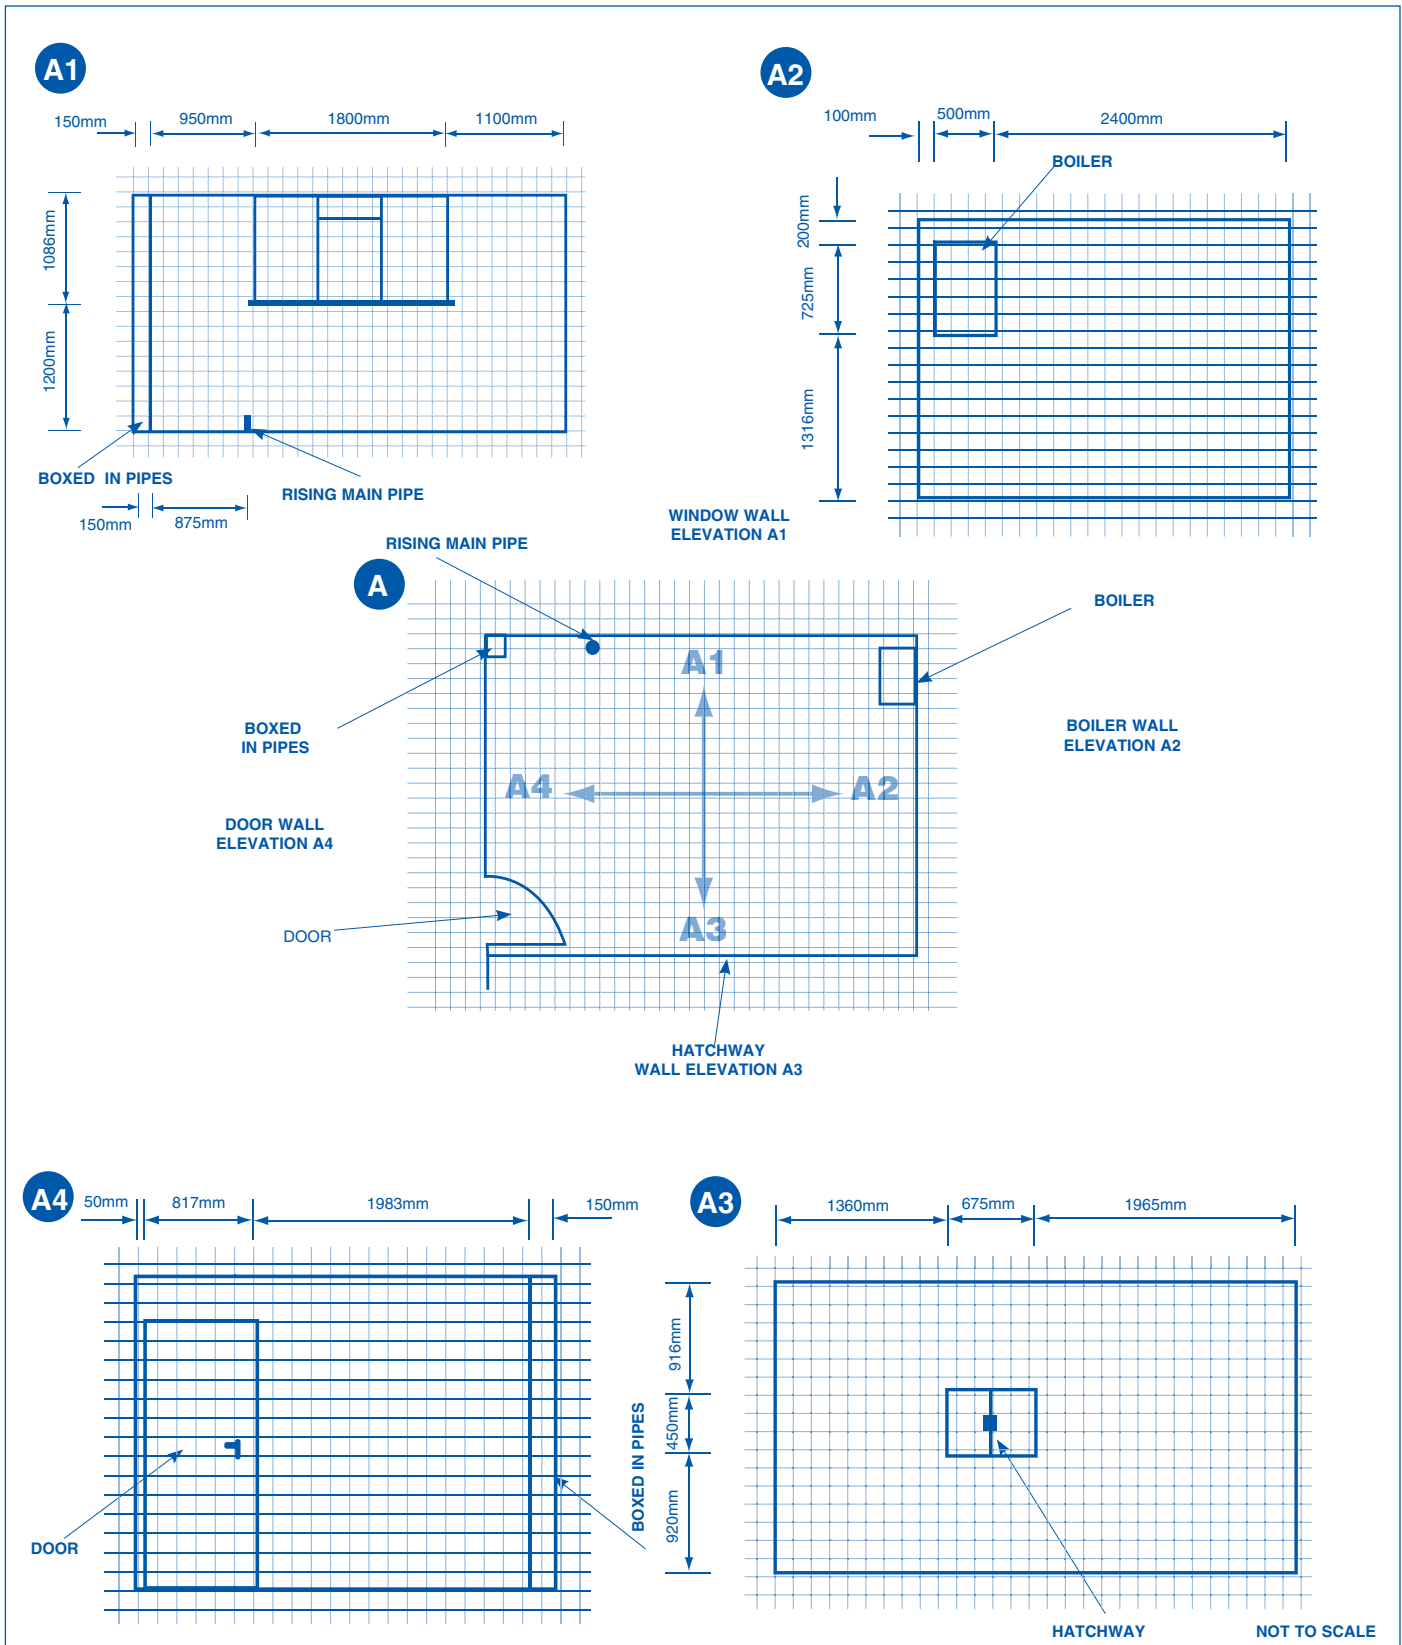 A1
150mm
950mm
1800mm
1100mm
1086mm
1200mm
BOXED IN PIPES
RISING MAIN PIPE
150mm
875mm
A2
100mm
500mm
2400mm
BOILER
200mm
725mm
1316mm
WINDOW WALL
ELEVATION A1
RISING MAIN PIPE
A
BOILER
A1
BOXED
IN PIPES
BOILER WALL
ELEVATION A2
A4
A2
DOOR WALL
ELEVATION A4
A3
DOOR
HATCHWAY
WALL ELEVATION A3
A4
50mm
817mm
1983mm
150mm
BOXED IN PIPES
DOOR
A3
1360mm
675mm
1965mm
916mm
450mm
920mm
HATCHWAY
NOT TO SCALE